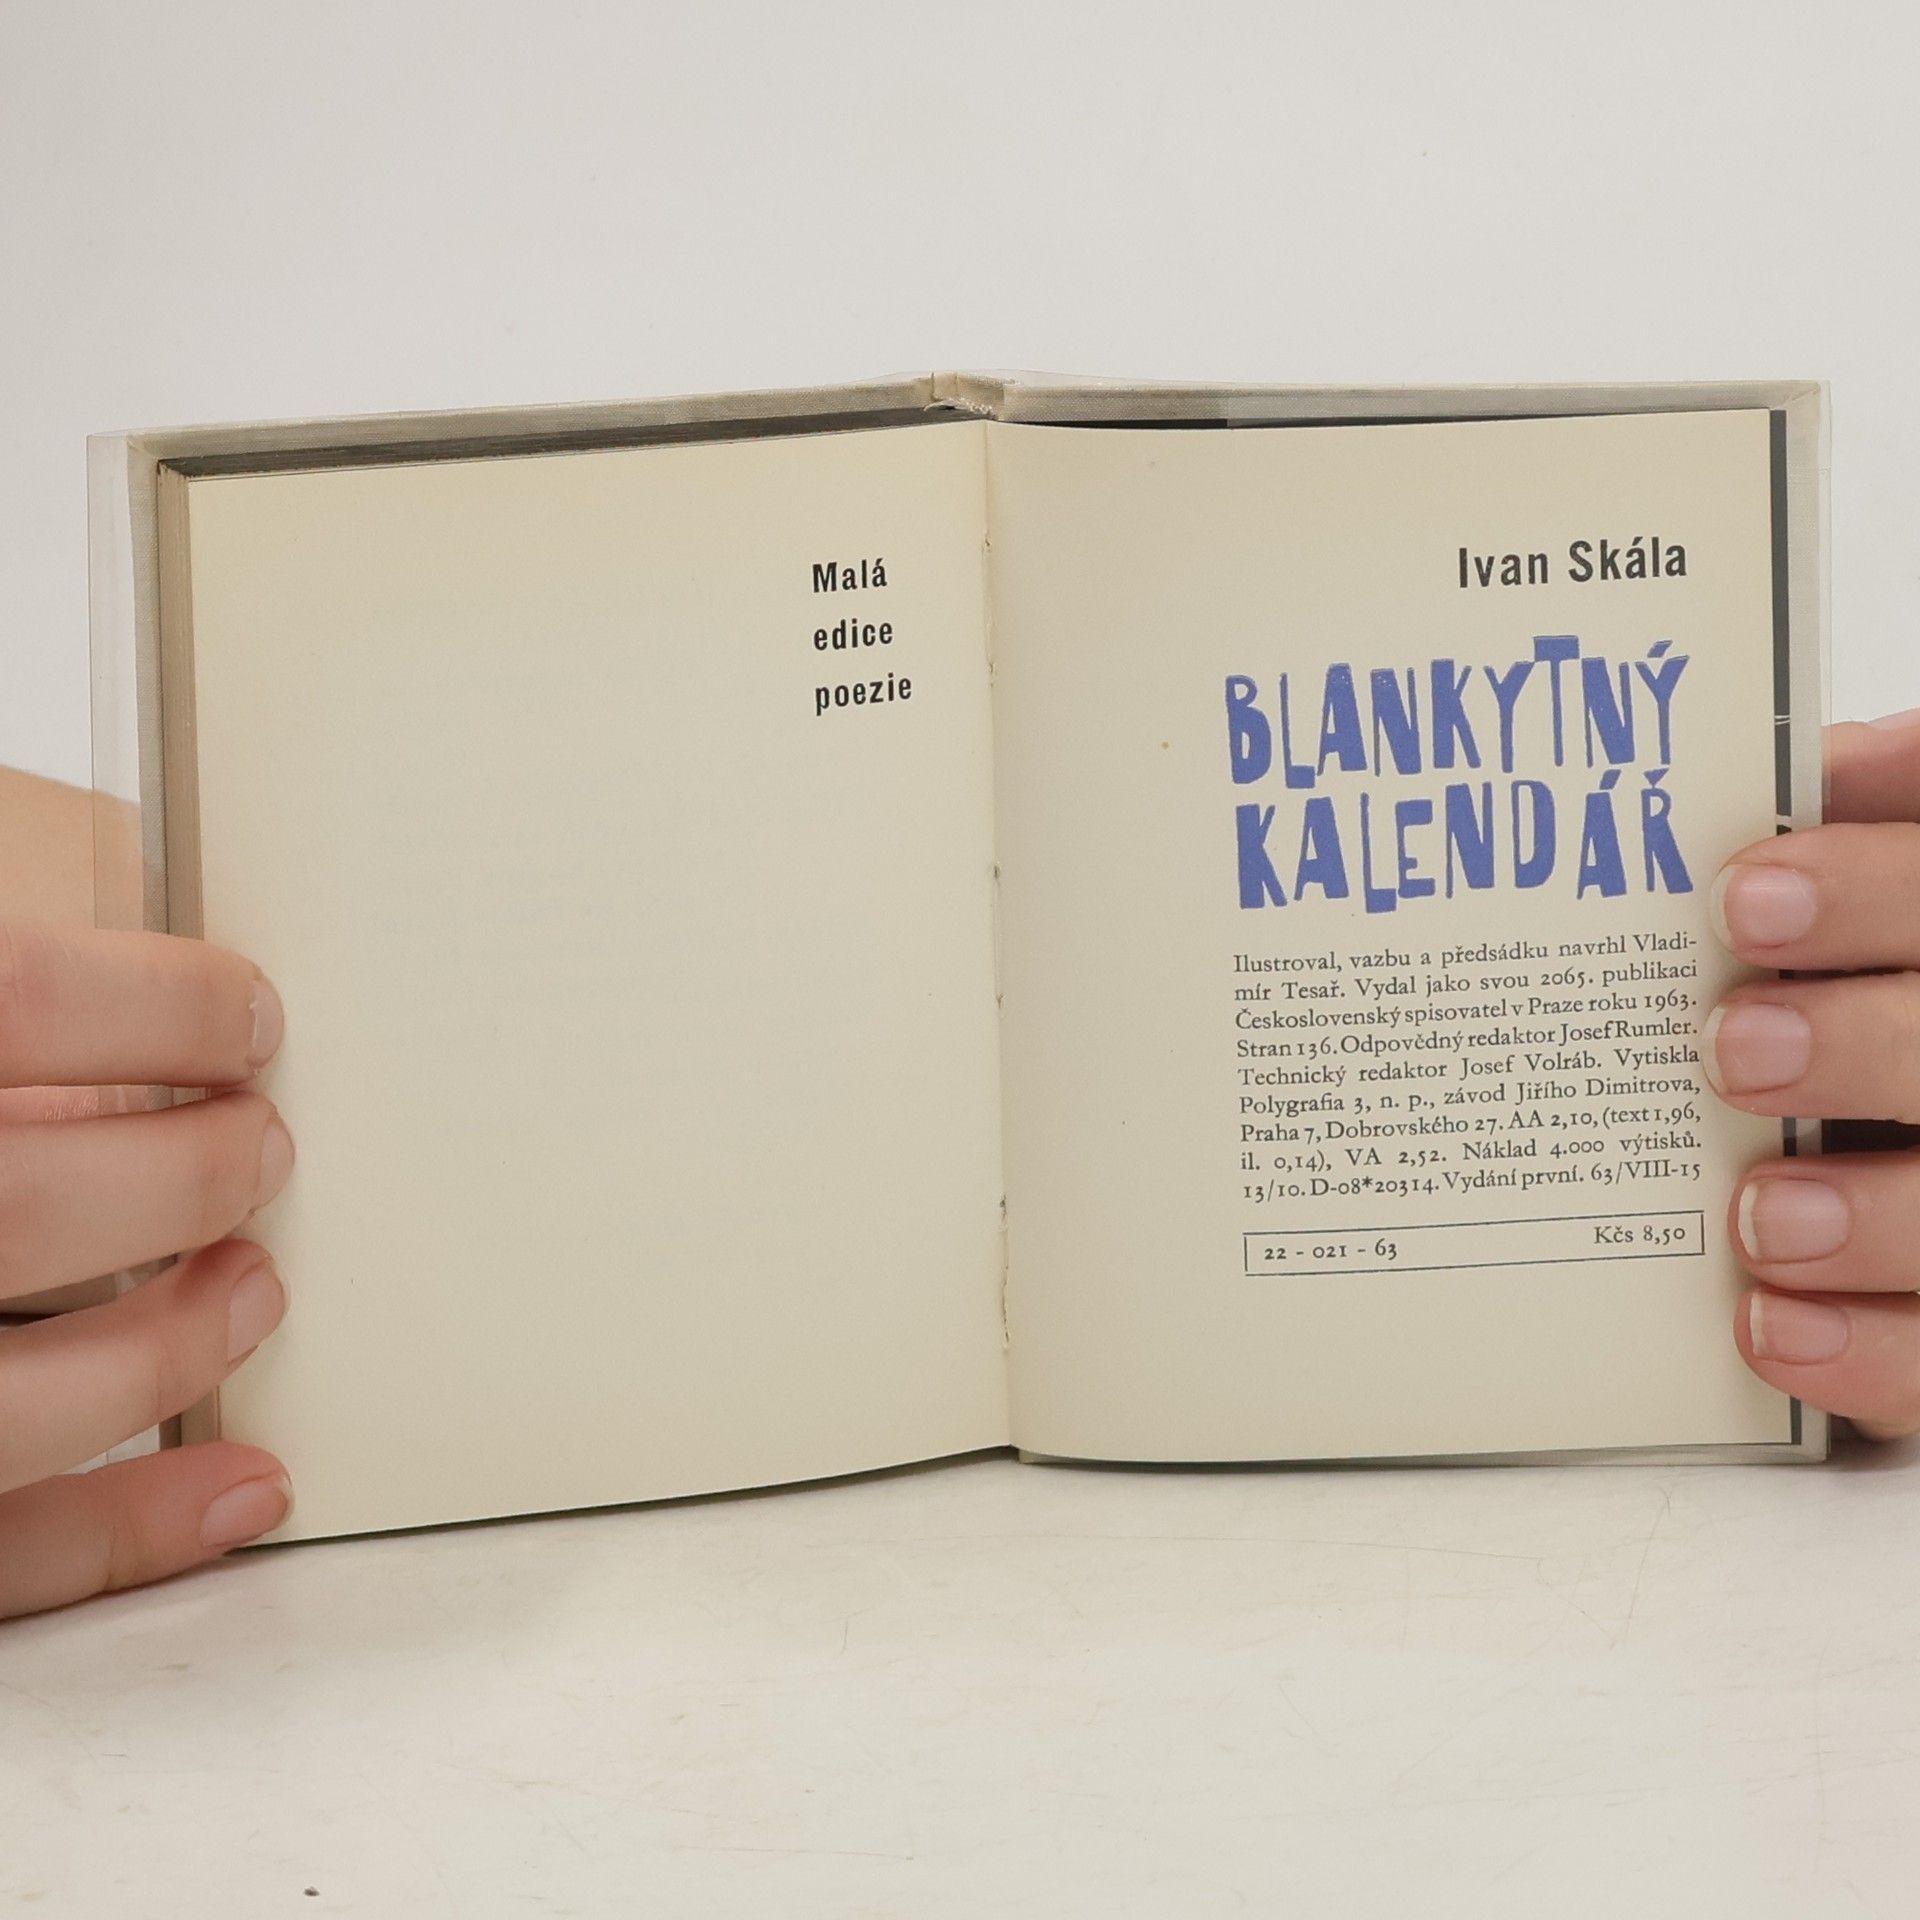 Malá
edice
poezie
Ivan Skála
BLANKYTNÝ
KALENDÁŘ
Ilustroval, vazbu a předsádku navrhl Vladi-
mír Tesař. Vydal jako svou 2065. publikaci
Československý spisovatel v Praze roku 1963.
Stran 136. Odpovědný redaktor Josef Rumler.
Technický redaktor Josef Volráb. Vytiskla
Polygrafia 3, n. p., závod Jiřího Dimitrova,
Praha 7, Dobrovského 27. AA 2,10, (text 1,96,
il. 0,14), VA 2,52. Náklad 4.000 výtisků.
13/10. D-08*20314. Vydání první. 63/VIII-15
22 - 021 - 63 Kčs 8,50